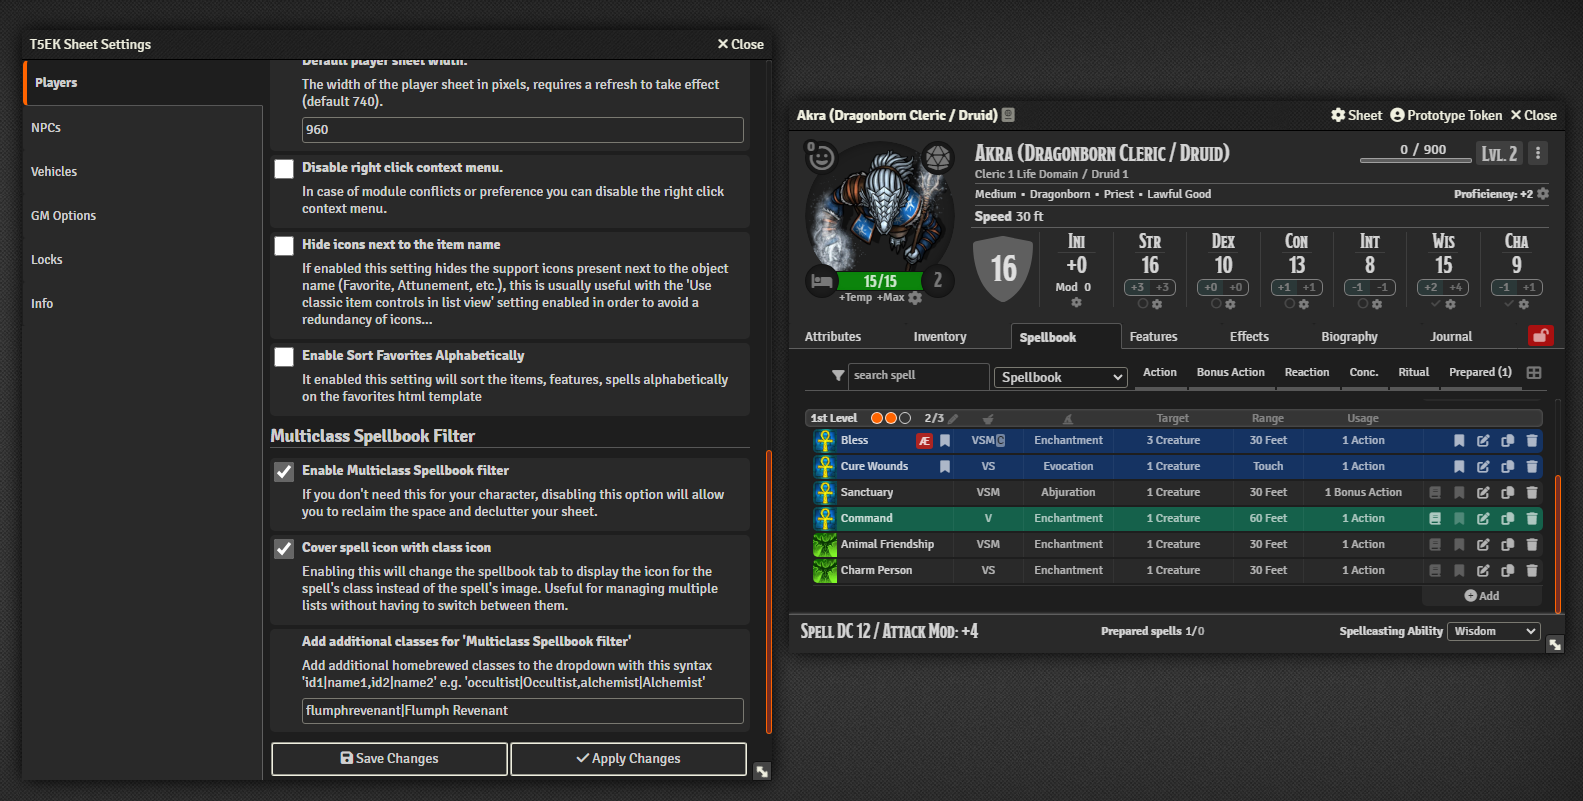 T5EK Sheet Settings
Close
Players
NPCs
Vehicles
GM Options
Locks
Info
Default player sheet width.
The width of the player sheet in pixels, requires a refresh to take effect
(default 740).
960
Disable right click context menu.
In case of module conflicts or preference you can disable the right click
context menu.
Hide icons next to the item name
If enabled this setting hides the support icons present next to the object
name (Favorite, Attunement, etc.), this is usually useful with the 'Use
classic item controls in list view' setting enabled in order to avoid a
redundancy of icons...
Enable Sort Favorites Alphabetically
It enabled this setting will sort the items, features, spells alphabetically
on the favorites html template
Multiclass Spellbook Filter
Enable Multiclass Spellbook filter
If you don't need this for your character, disabling this option will allow
you to reclaim the space and declutter your sheet.
Cover spell icon with class icon
Enabling this will change the spellbook tab to display the icon for the
spell's class instead of the spell's image. Useful for managing multiple
lists without having to switch between them.
Add additional classes for 'Multiclass Spellbook filter'
Add additional homebrewed classes to the dropdown with this syntax
'id1|name1,id2|name2' e.g. 'occultist|Occultist,alchemist|Alchemist'
flumphrevenant|Flumph Revenant
Save Changes
Apply Changes
Akra (Dragonborn Cleric / Druid)
Sheet Prototype Token Close
0
Akra (Dragonborn Cleric / Druid)
0 / 900
Lvl. 2
Cleric 1 Life Domain / Druid 1
Medium • Dragonborn • Priest • Lawful Good
Proficiency: +2
Speed 30 ft
15/15
2
+Temp +Max
16
Ini Str Dex Con Int Wis Cha
+0 16 10 13 8 15 9
Mod 0 +3 +3 +0 +0 +1 +1 -1 -1 +2 +4 -1 +1
Attributes Inventory Spellbook Features Effects Biography Journal
search spell Spellbook Action Bonus Action Reaction Conc. Ritual Prepared (1)
1st Level 2/3 Target Range Usage
Bless Æ VSM C Enchantment 3 Creature 30 Feet 1 Action
Cure Wounds VS Evocation 1 Creature Touch 1 Action
Sanctuary VSM Abjuration 1 Creature 30 Feet 1 Bonus Action
Command V Enchantment 1 Creature 60 Feet 1 Action
Animal Friendship VSM Enchantment 1 Creature 30 Feet 1 Action
Charm Person VS Enchantment 1 Creature 30 Feet 1 Action
Add
Spell DC 12 / Attack Mod: +4
Prepared spells 1/0
Spellcasting Ability Wisdom